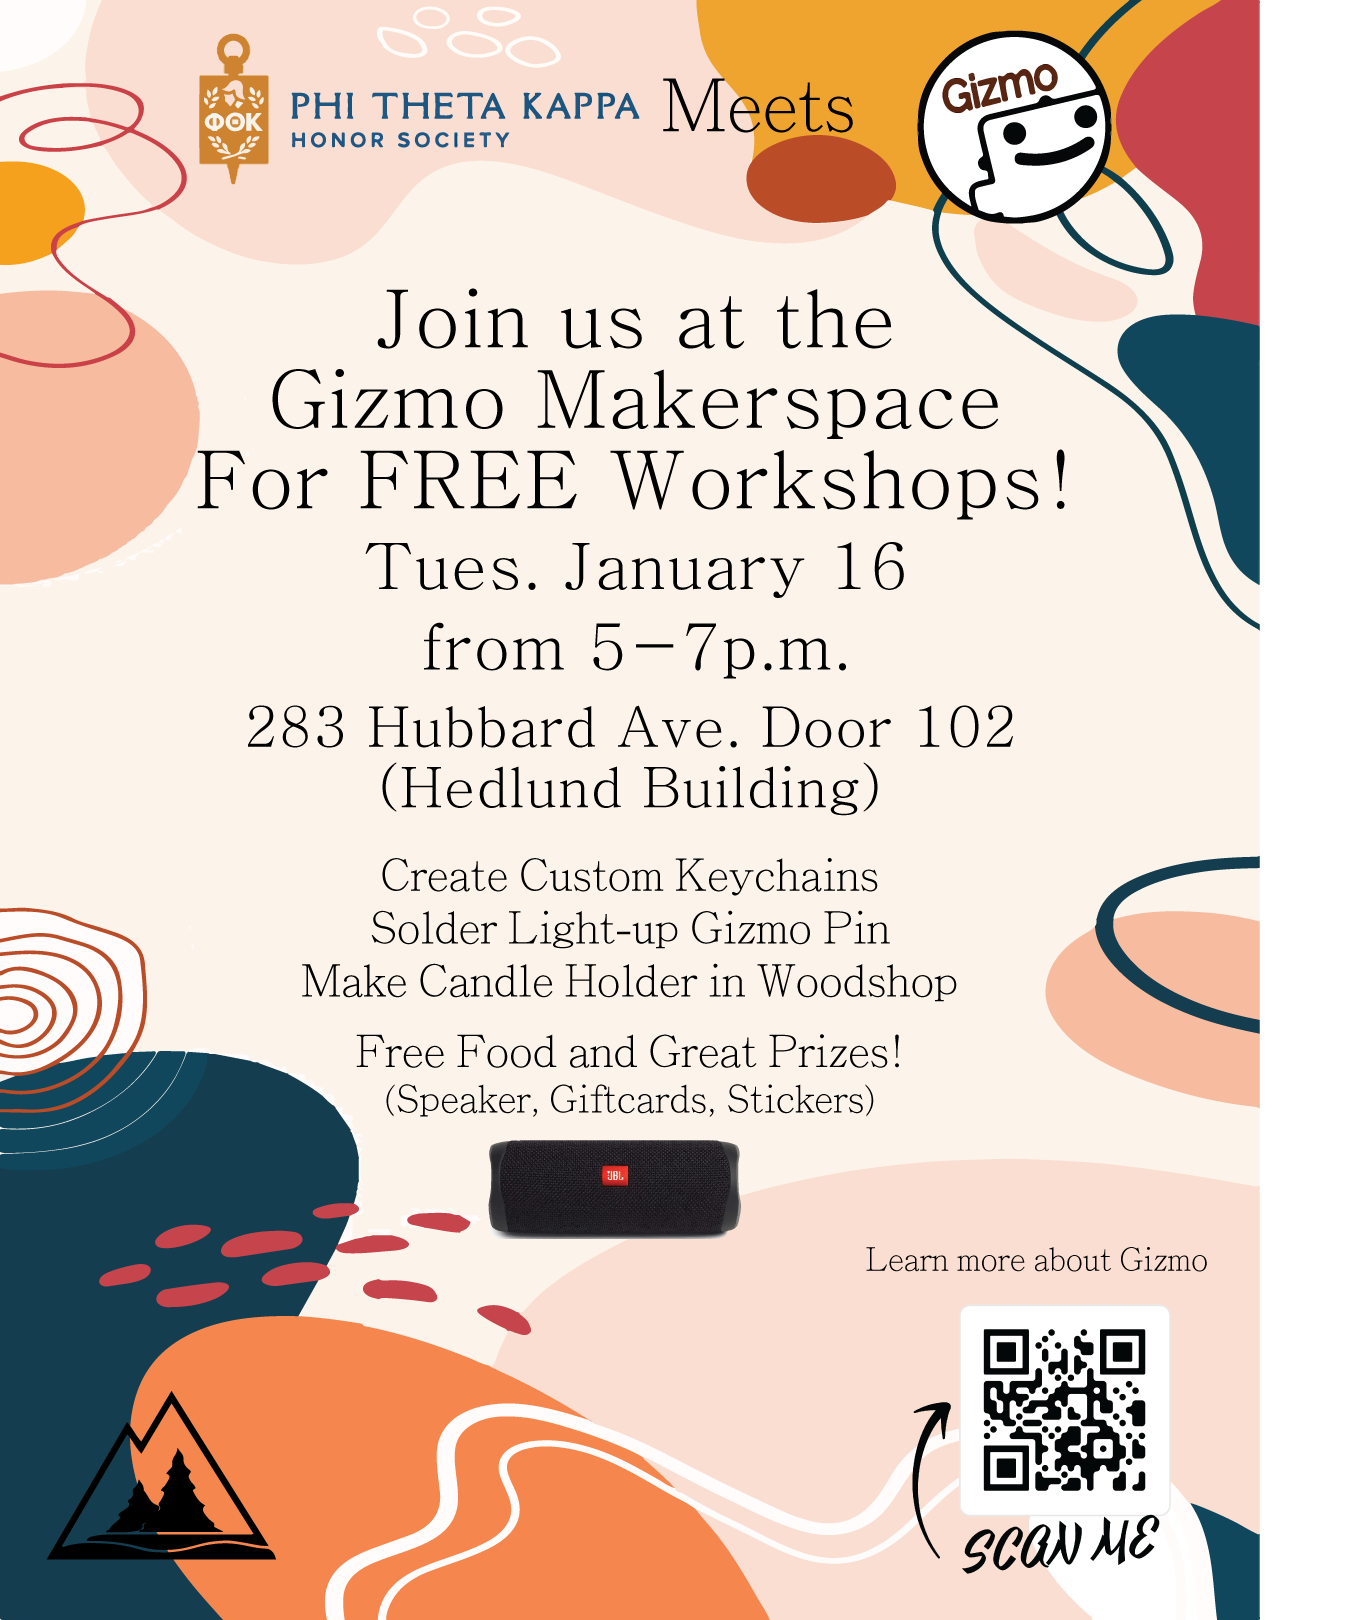 ΦΘΚ
PHI THETA KAPPA
HONOR SOCIETY
Meets
Gizmo
Join us at the
Gizmo Makerspace
For FREE Workshops!
Tues. January 16
from 5-7p.m.
283 Hubbard Ave. Door 102
(Hedlund Building)
Create Custom Keychains
Solder Light-up Gizmo Pin
Make Candle Holder in Woodshop
Free Food and Great Prizes!
(Speaker, Giftcards, Stickers)
JBL
Learn more about Gizmo
SCAN ME